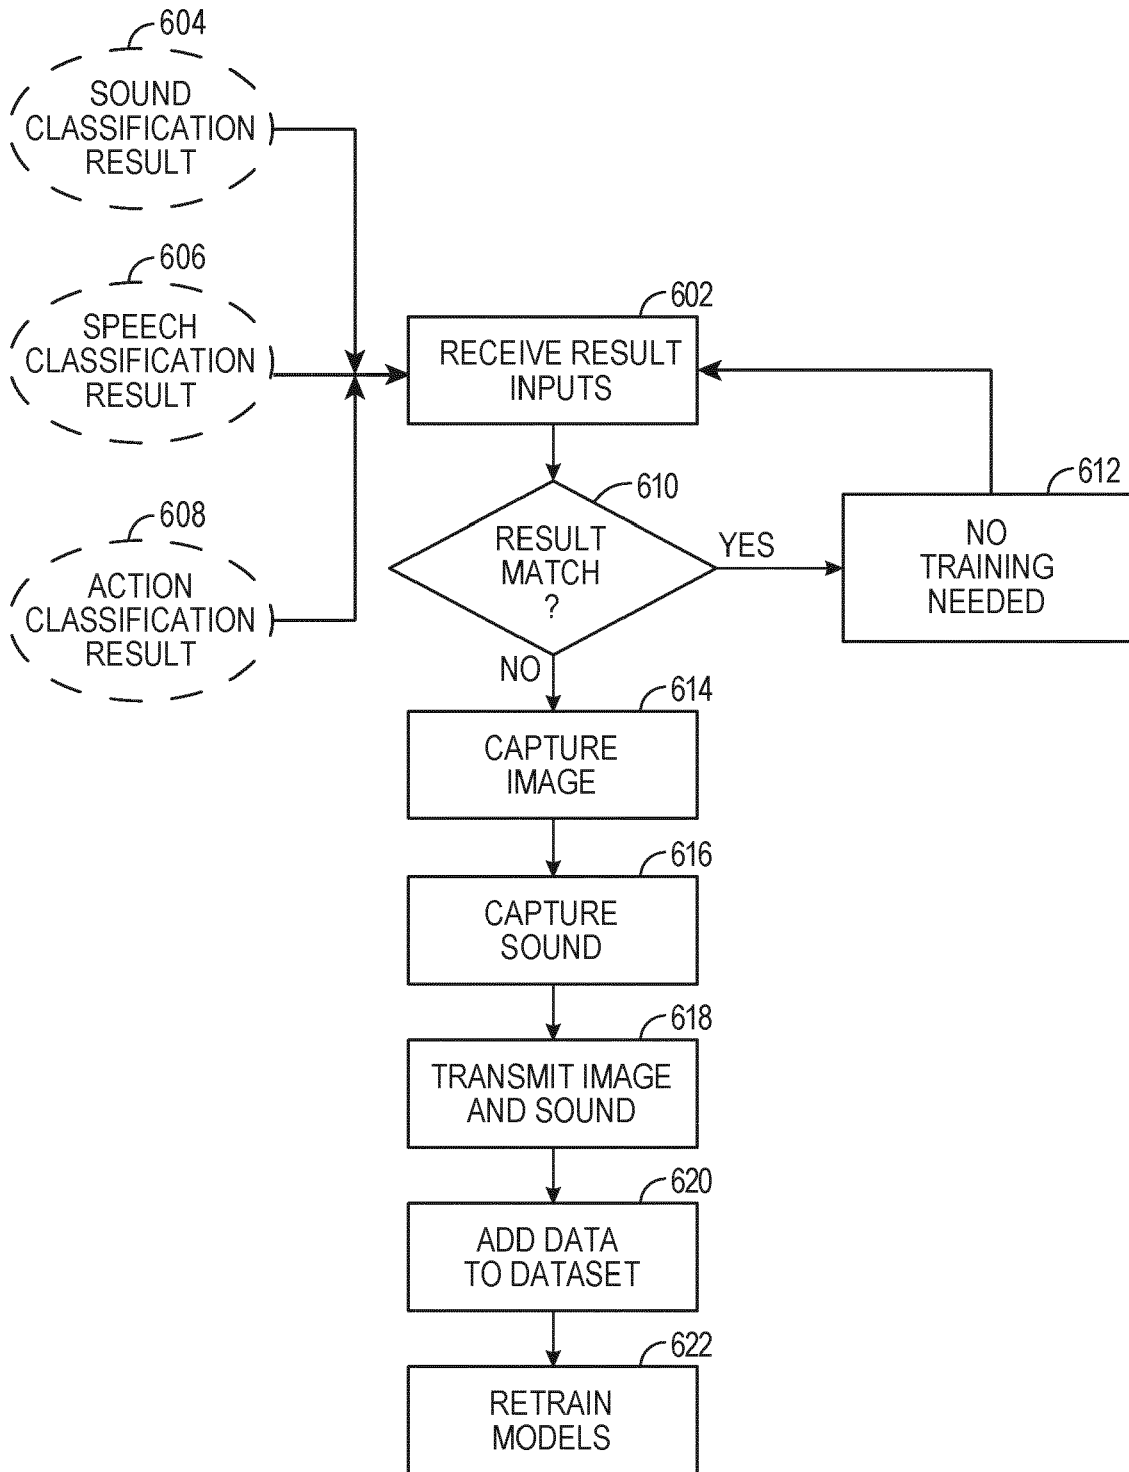 604
SOUND
CLASSIFICATION
RESULT
606
SPEECH
CLASSIFICATION
RESULT
602
RECEIVE RESULT
INPUTS
608
ACTION
CLASSIFICATION
RESULT
610
RESULT
MATCH
?
YES
612
NO
TRAINING
NEEDED
NO
614
CAPTURE
IMAGE
616
CAPTURE
SOUND
618
TRANSMIT IMAGE
AND SOUND
620
ADD DATA
TO DATASET
622
RETRAIN
MODELS